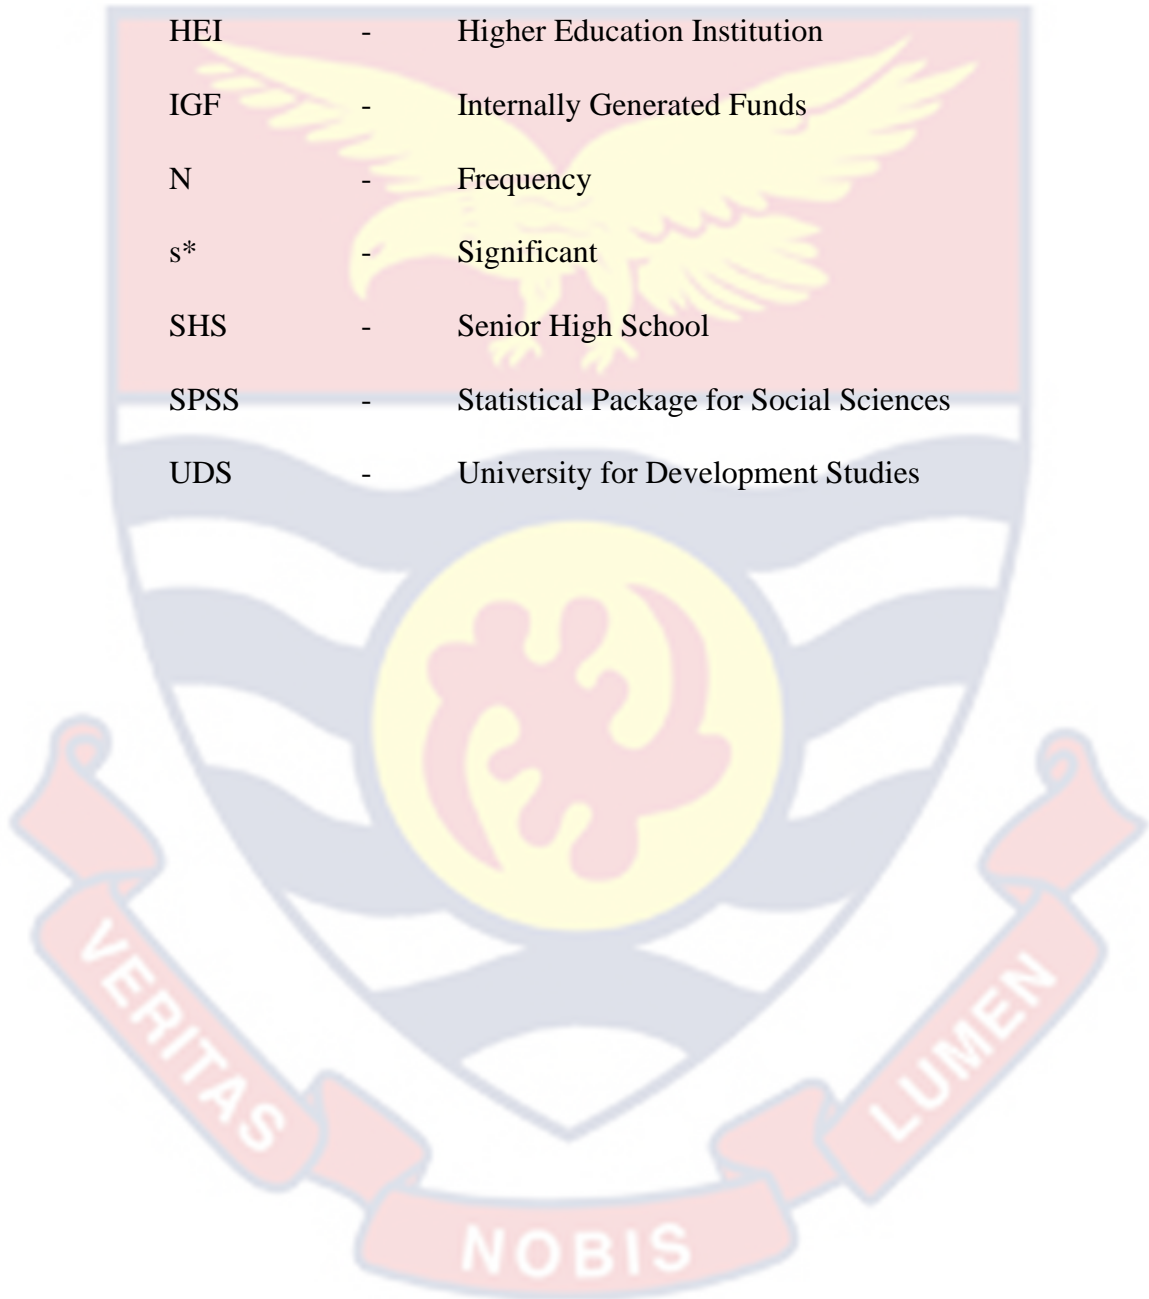 HEI - Higher Education Institution
IGF - Internally Generated Funds
N - Frequency
s* - Significant
SHS - Senior High School
SPSS - Statistical Package for Social Sciences
UDS - University for Development Studies
VERITAS
NOBIS
LUMEN